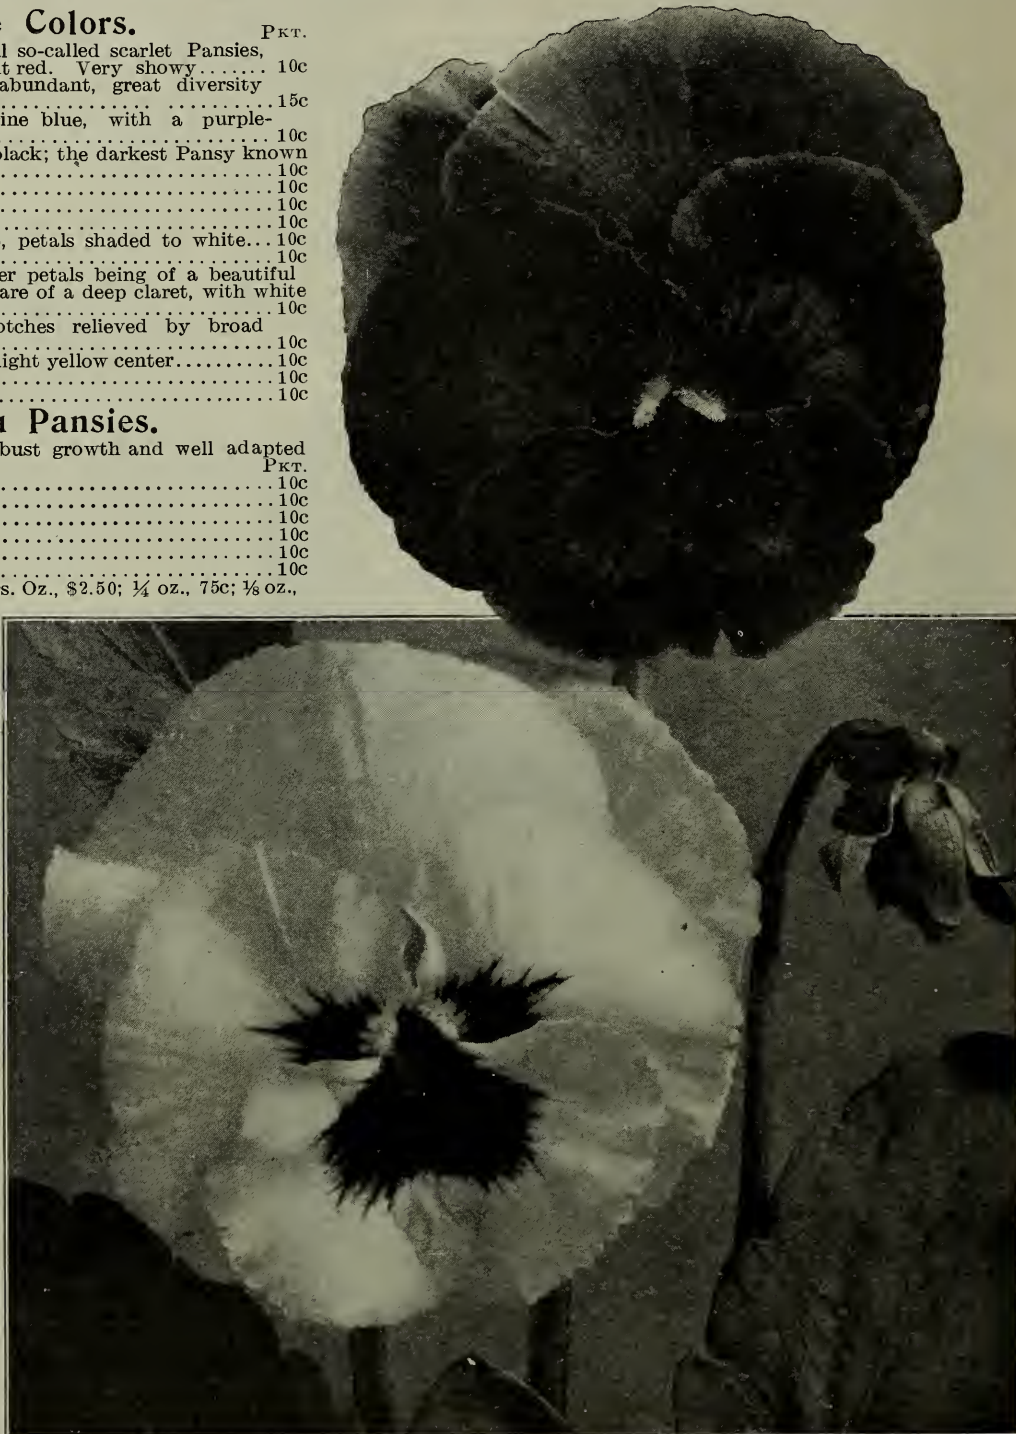 Colors.
PKT.
so-called scarlet Pansies,
red. Very showy....... 10c
abundant, great diversity
.......................... 15c
ine blue, with a purple-
.......................... 10c
lack; the darkest Pansy known
.......................... 10c
.......................... 10c
.......................... 10c
.......................... 10c
, petals shaded to white... 10c
.......................... 10c
er petals being of a beautiful
are of a deep claret, with white
.......................... 10c
otches relieved by broad
.......................... 10c
ight yellow center.......... 10c
.......................... 10c
.......................... 10c
Pansies.
bust growth and well adapted
PKT.
.......................... 10c
.......................... 10c
.......................... 10c
.......................... 10c
.......................... 10c
.......................... 10c
s. Oz., $2.50; ¼ oz., 75c; ⅛ oz.,